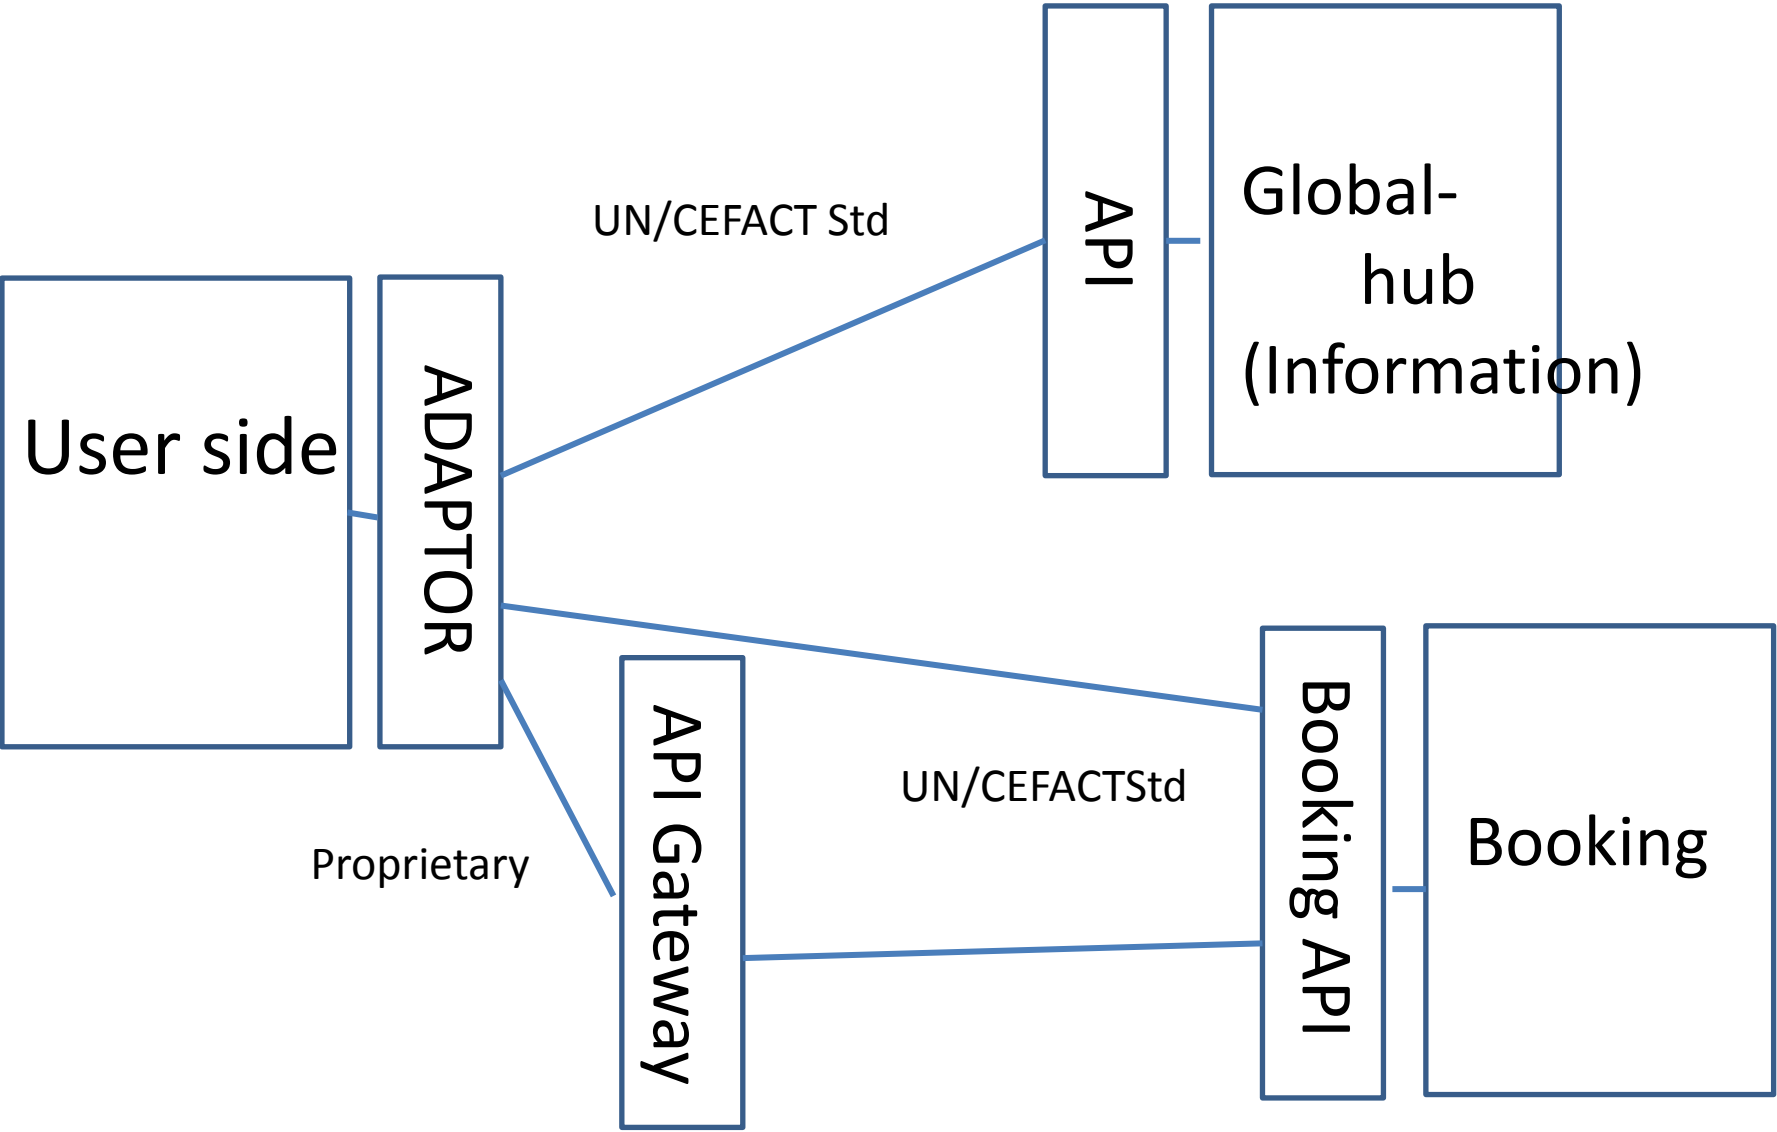 UN/CEFACT Std
API
Global-
hub
(Information)
User side
ADAPTOR
API Gateway
Proprietary
UN/CEFACTStd
Booking API
Booking